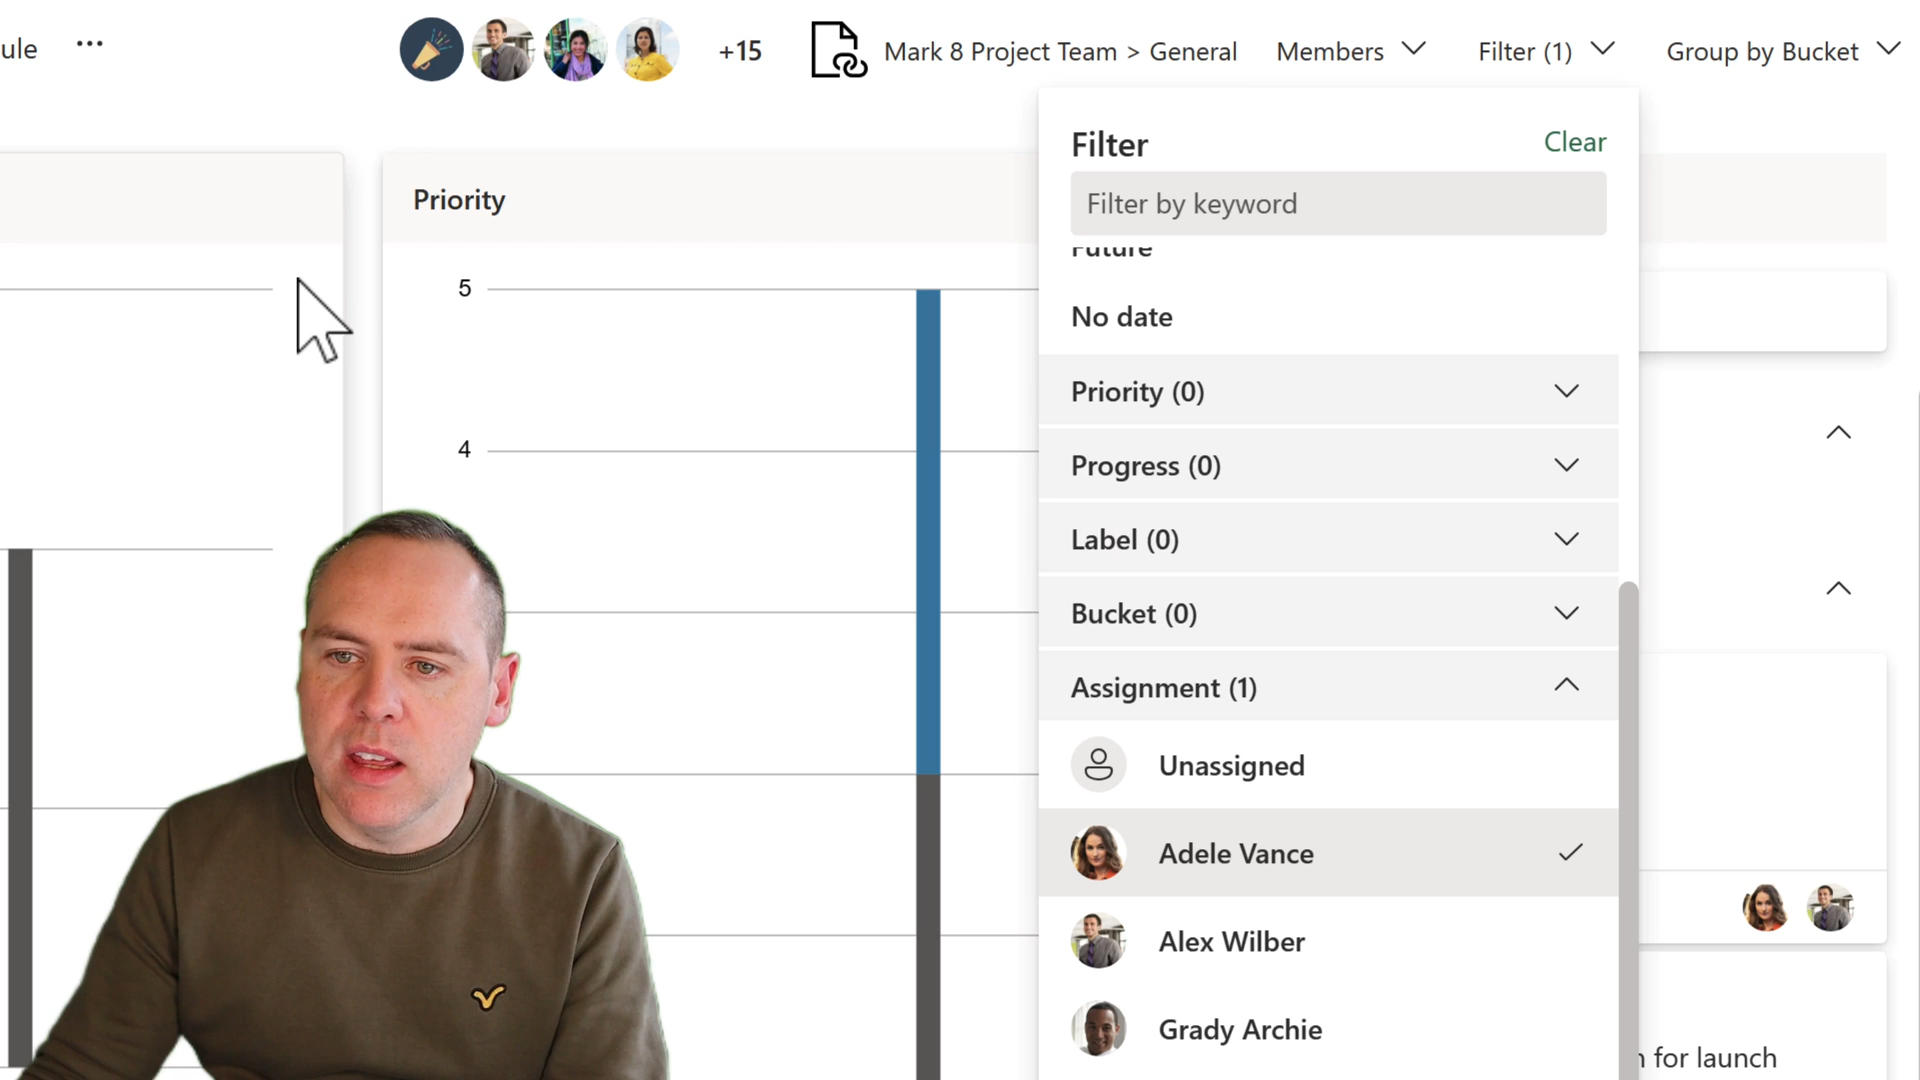 ule ...
+15
Mark 8 Project Team > General
Members
Filter (1)
Group by Bucket
Priority
5
4
Filter
Clear
Filter by keyword
Future
No date
Priority (0)
Progress (0)
Label (0)
Bucket (0)
Assignment (1)
Unassigned
Adele Vance
Alex Wilber
Grady Archie
n for launch